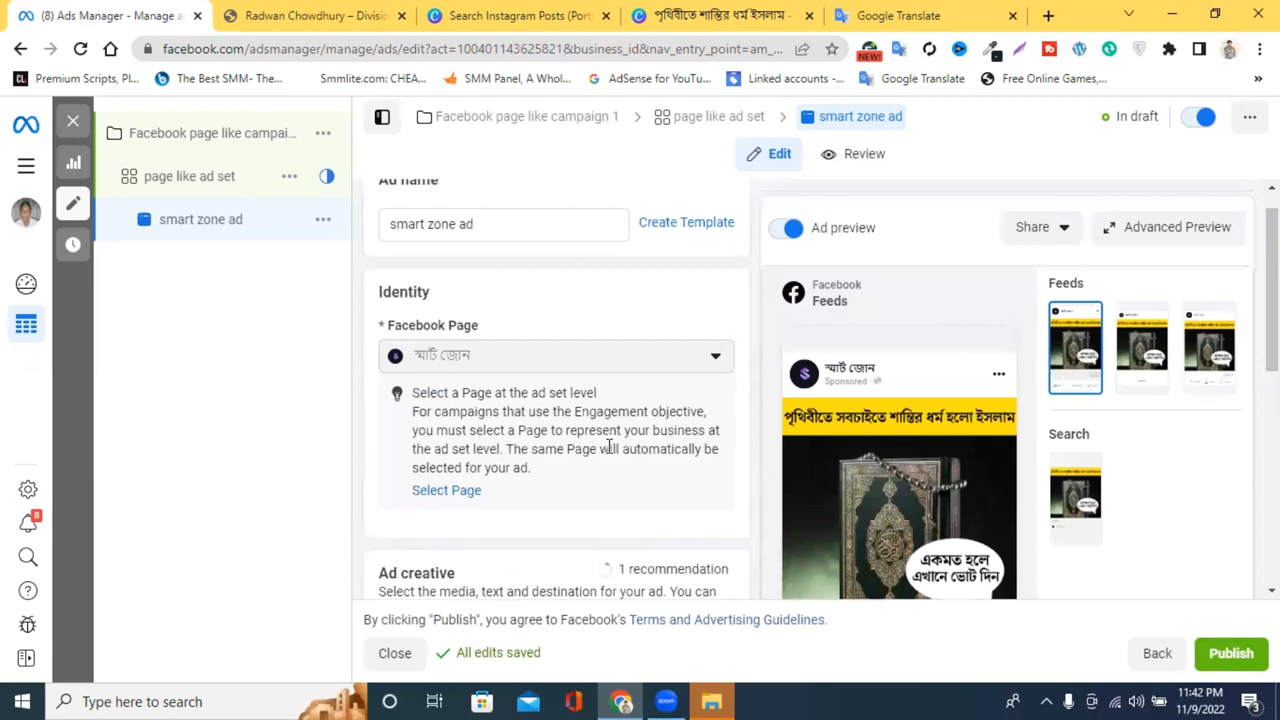 (8) Ads Manager - Manage a
Radwan Chowdhury – Divisio
Search Instagram Posts (Port
পৃথিবীতে শান্তির ধর্ম ইসলাম -
Google Translate
facebook.com/adsmanager/manage/ads/edit?act=100401143625821&business_id&nav_entry_point=am_...
NEW!
Premium Scripts, Pl...
The Best SMM- The...
Smmlite.com: CHEA...
SMM Panel, A Whol...
AdSense for YouTu...
Linked accounts -...
Google Translate
Free Online Games,...
»
Facebook page like campai...
page like ad set
smart zone ad
8
Facebook page like campaign 1
page like ad set
smart zone ad
In draft
Edit
Review
Ad name
smart zone ad
Create Template
Identity
* Facebook Page
স্মার্ট জোন
Select a Page at the ad set level
For campaigns that use the Engagement objective,
you must select a Page to represent your business at
the ad set level. The same Page will automatically be
selected for your ad.
Select Page
Ad creative
1 recommendation
Select the media, text and destination for your ad. You can
Ad preview
Share
Advanced Preview
Facebook
Feeds
স্মার্ট জোন
Sponsored
পৃথিবীতে সবচাইতে শান্তির ধর্ম হলো ইসলাম
একমত হলে
এখানে ভোট দিন
Feeds
Search
By clicking "Publish", you agree to Facebook's Terms and Advertising Guidelines.
Close
All edits saved
Back
Publish
Type here to search
zoom
11:42 PM
11/9/2022
3